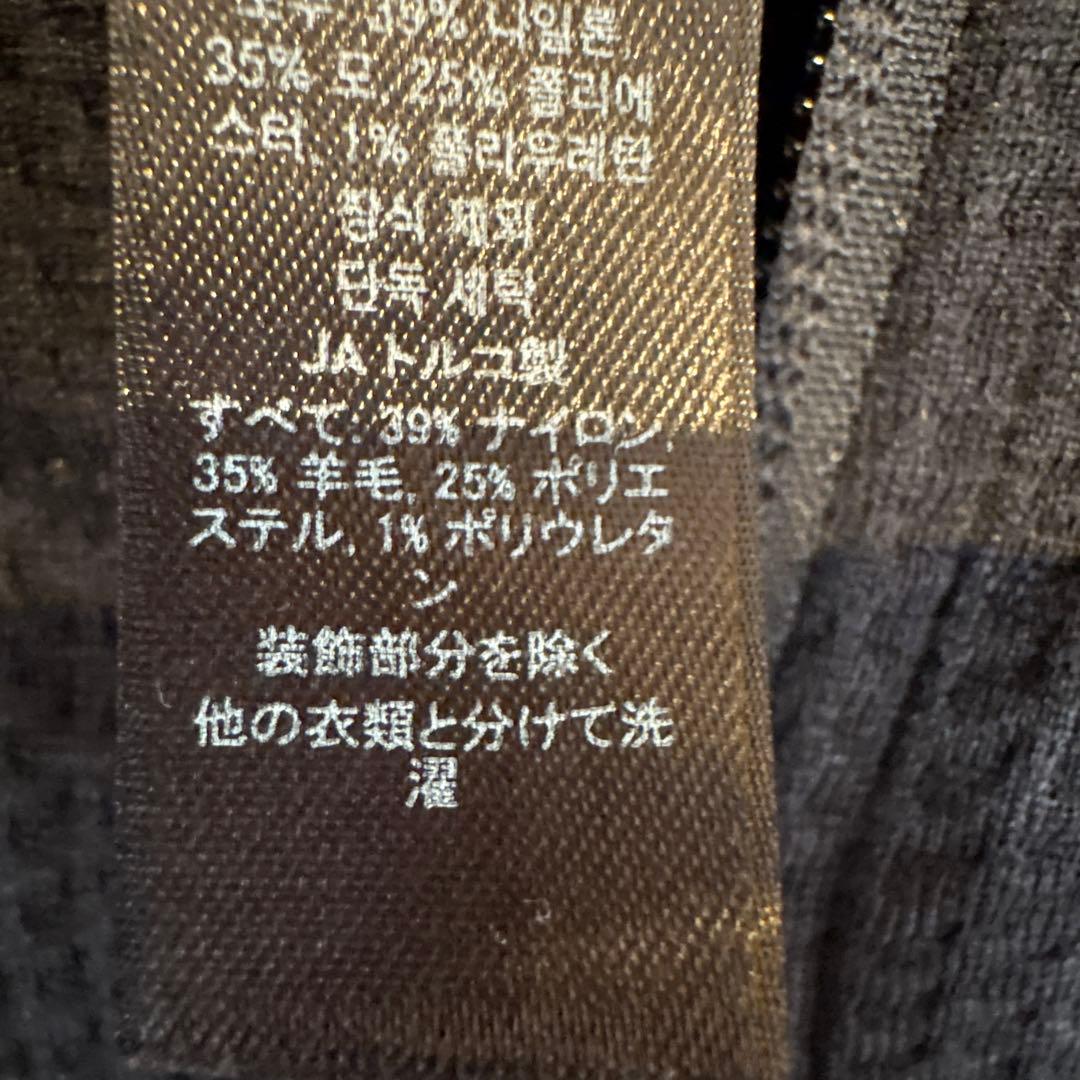 모두 39% 나일론,
35% 모, 25% 폴리에
스터, 1% 폴리우레탄
장식 제외
단독 세탁
JA トルコ製
すべて: 39% ナイロン,
35% 羊毛, 25% ポリエ
ステル, 1% ポリウレタ
ン
装飾部分を除く
他の衣類と分けて洗
濯